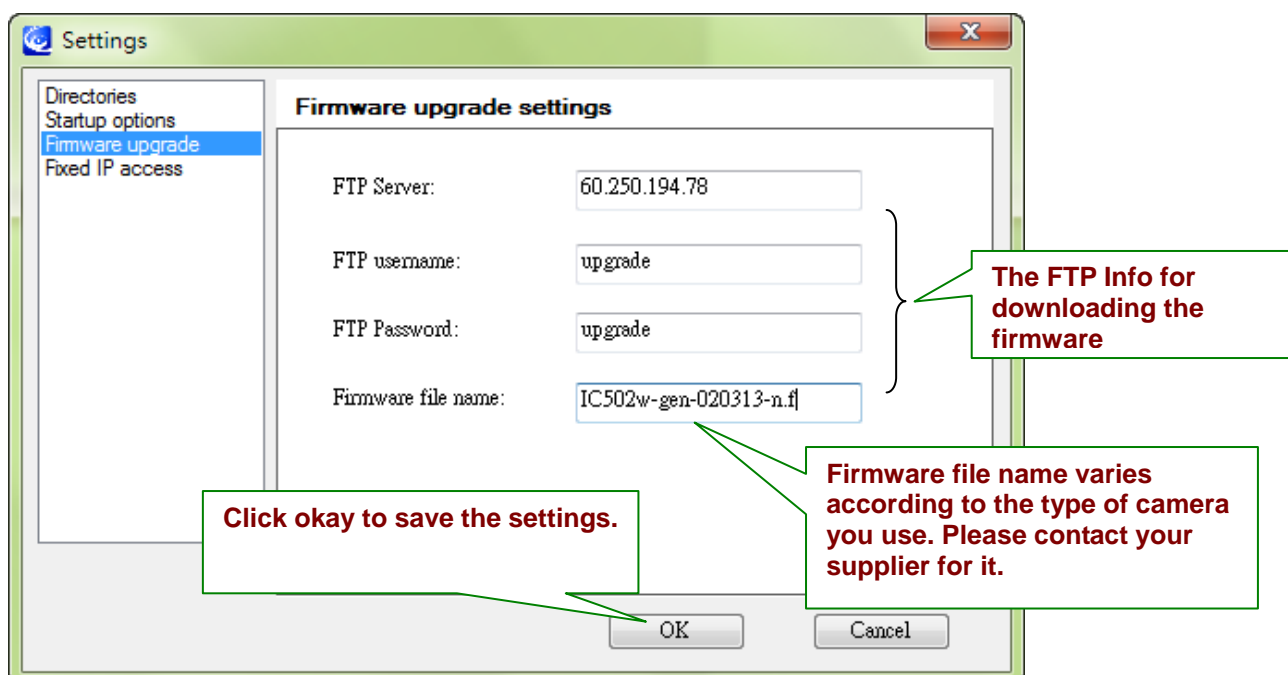 Settings
Directories
Startup options
Firmware upgrade
Fixed IP access
Firmware upgrade settings
FTP Server:
60.250.194.78
FTP username:
upgrade
FTP Password:
upgrade
Firmware file name:
IC502w-gen-020313-n.f
The FTP Info for
downloading the
firmware
Firmware file name varies
according to the type of camera
you use. Please contact your
supplier for it.
Click okay to save the settings.
OK
Cancel